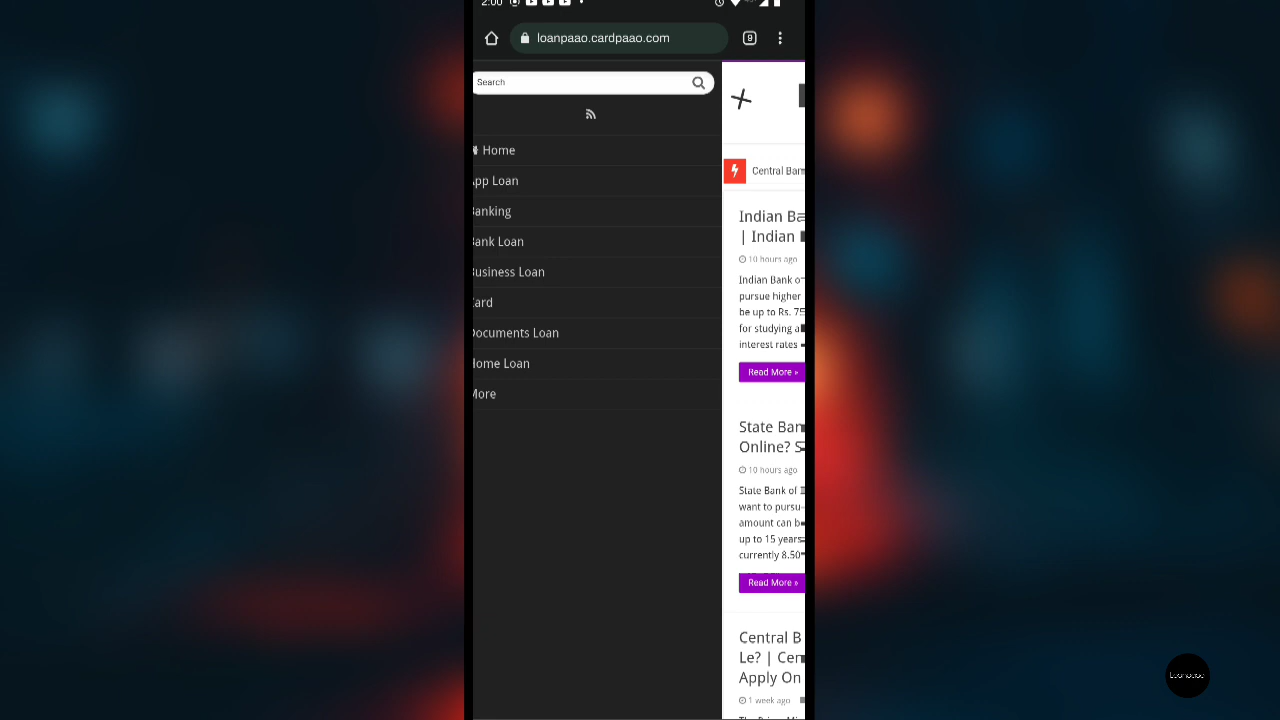 2:00
loanpaao.cardpaao.com
9
Search
Home
App Loan
Banking
Bank Loan
Business Loan
Card
Documents Loan
Home Loan
More
Central Ban
Indian Ba
| Indian
10 hours ago
Indian Bank o
pursue higher
be up to Rs. 75
for studying a
interest rates
Read More »
State Ban
Online? S
10 hours ago
State Bank of
want to pursu
amount can b
up to 15 years
currently 8.50
Read More »
Central B
Le? | Cen
Apply On
1 week ago
Loanpaao